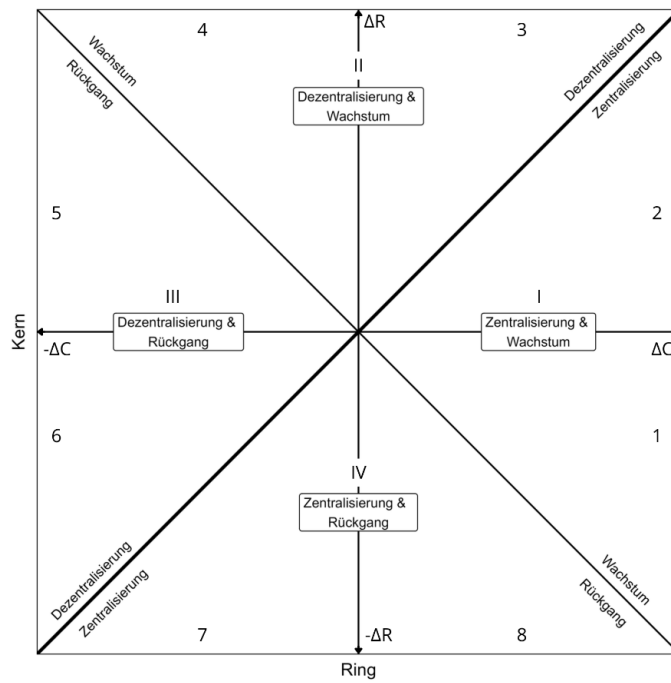 4
ΔR
3
Wachstum
Rückgang
II
Dezentralisierung
Zentralisierung
Dezentralisierung &
Wachstum
5
2
III
I
Dezentralisierung &
Rückgang
Zentralisierung &
Wachstum
Kern
-ΔC
ΔC
6
1
IV
Zentralisierung &
Rückgang
Dezentralisierung
Zentralisierung
Wachstum
Rückgang
7
-ΔR
8
Ring